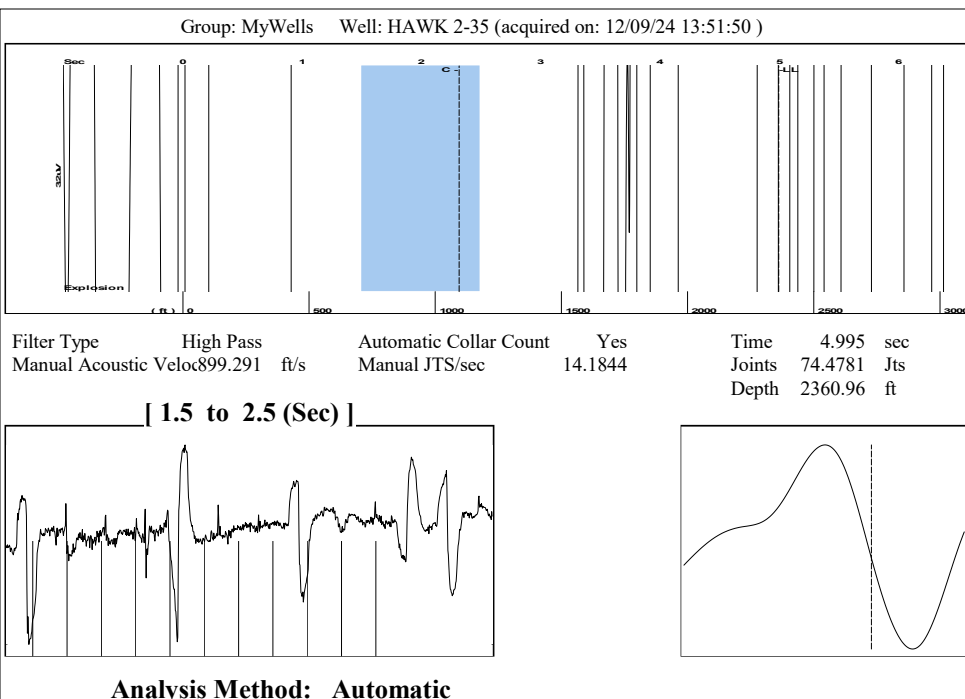 Group: MyWells Well: HAWK 2-35 (acquired on: 12/09/24 13:51:50 )
Sec 0 1 2 3 4 5 6
C
LL
32uV
Explosion
( ft ) 0 500 1000 1500 2000 2500 3000
Filter Type High Pass Automatic Collar Count Yes Time 4.995 sec
Manual Acoustic Veloc899.291 ft/s Manual JTS/sec 14.1844 Joints 74.4781 Jts
Depth 2360.96 ft
[ 1.5 to 2.5 (Sec) ]
Analysis Method: Automatic